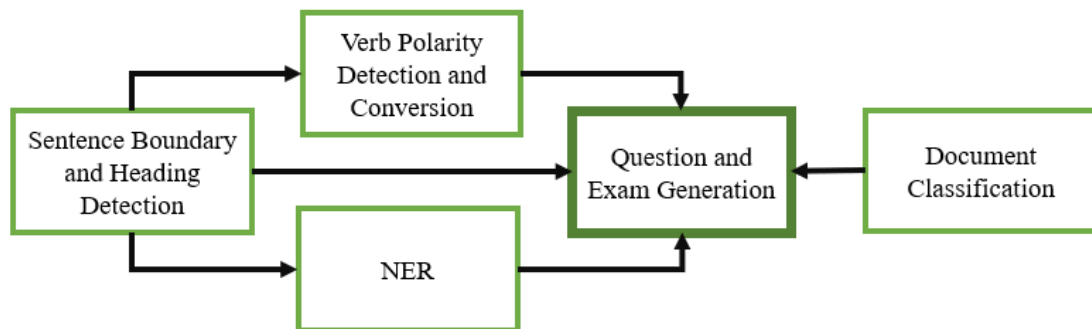 Verb Polarity
Detection and
Conversion
Sentence Boundary
and Heading
Detection
Question and
Exam Generation
Document
Classification
NER